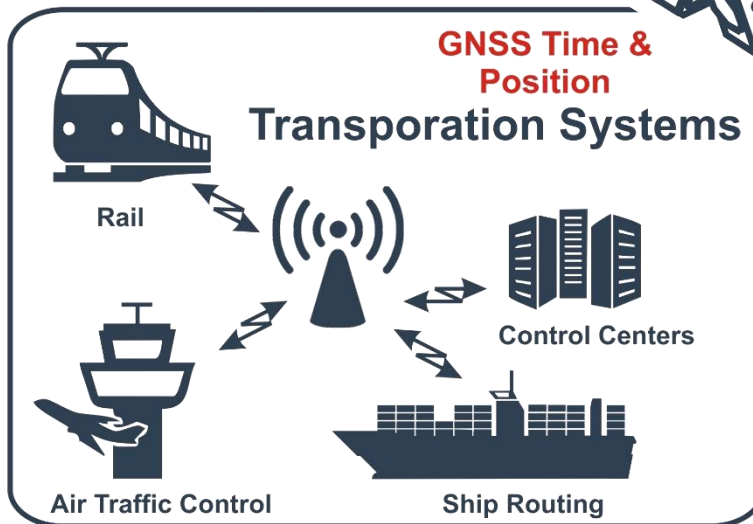 GNSS Time &
Position
Transporation Systems
Rail
Control Centers
Air Traffic Control
Ship Routing